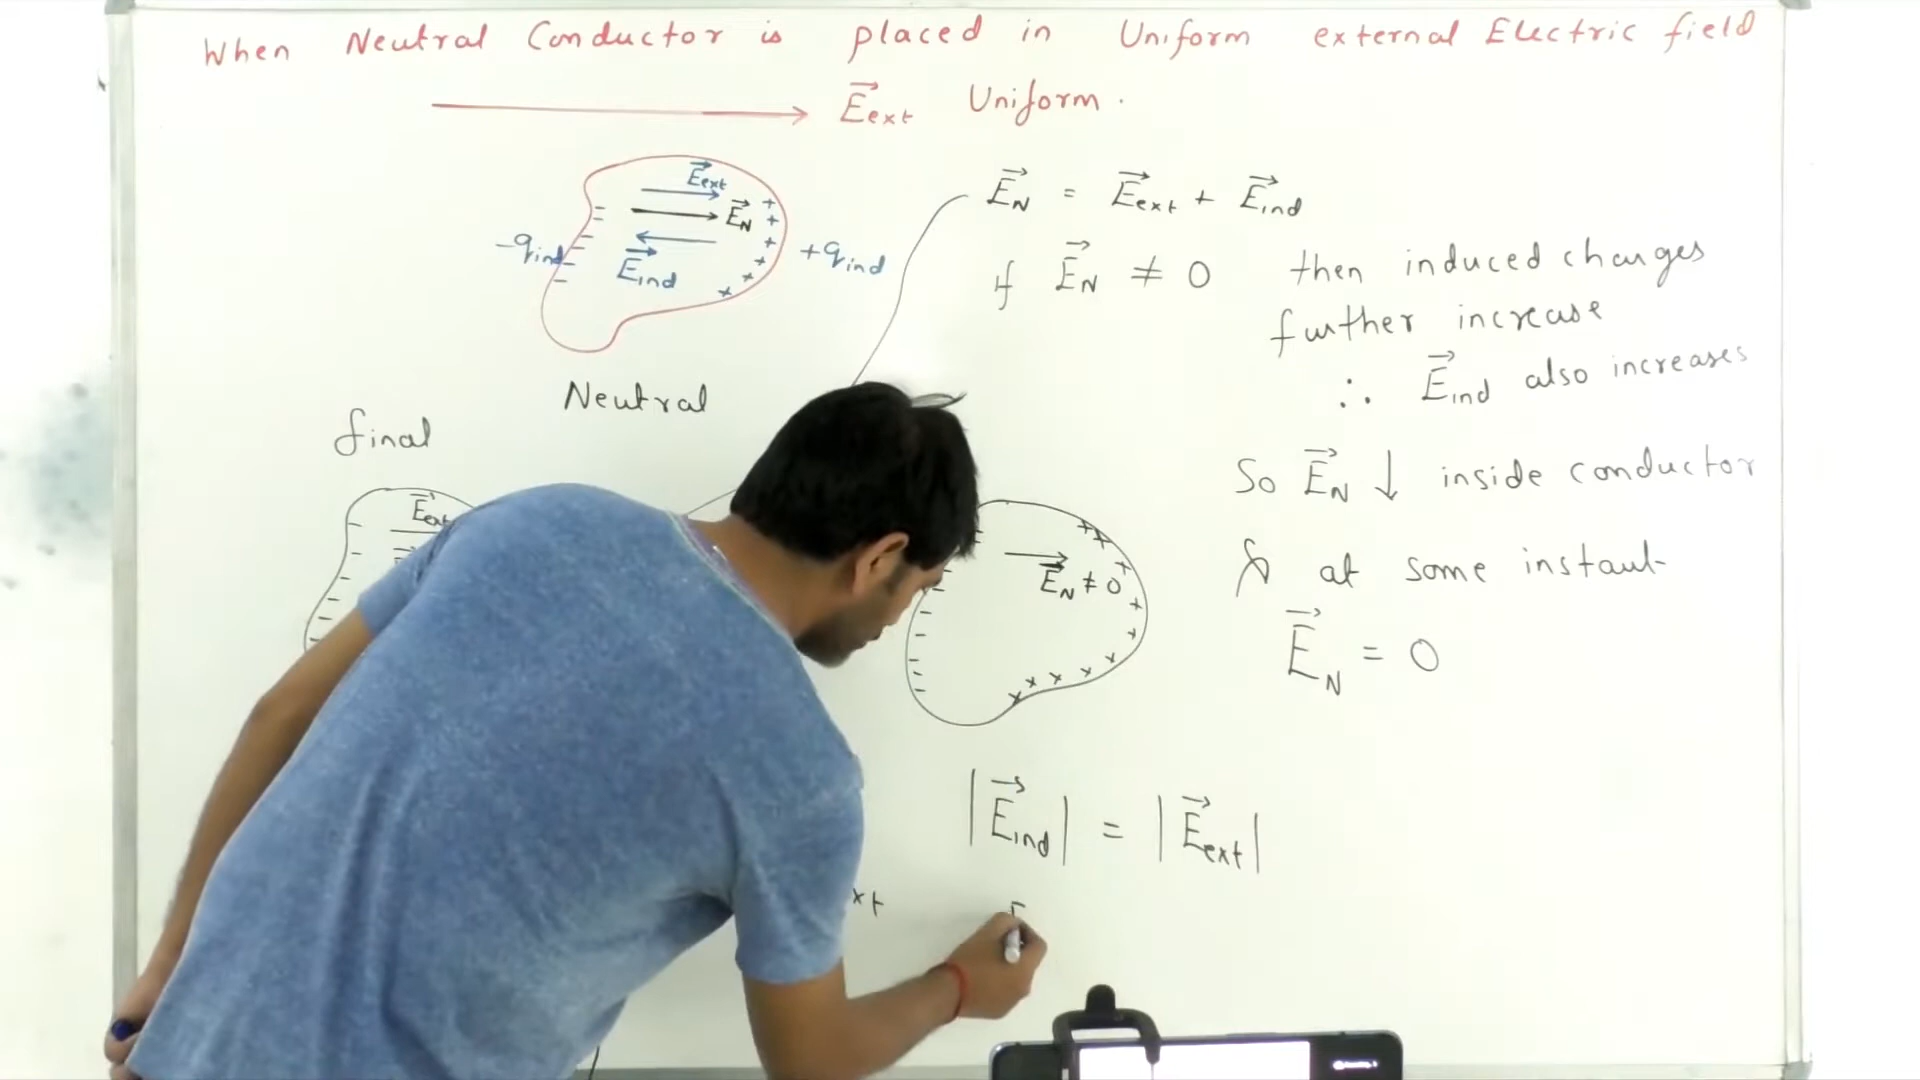 When Neutral Conductor is placed in Uniform external Electric field
E⃗ext Uniform.
E⃗ext
E⃗N
E⃗ind
-qind
+qind
Neutral
E⃗N = E⃗ext + E⃗ind
if E⃗N ≠ 0 then induced charges
further increase
∴ E⃗ind also increases
So E⃗N ↓ inside conductor
& at some instant
E⃗N = 0
final
E⃗ext
E⃗N ≠ 0
|E⃗ind| = |E⃗ext|
xt